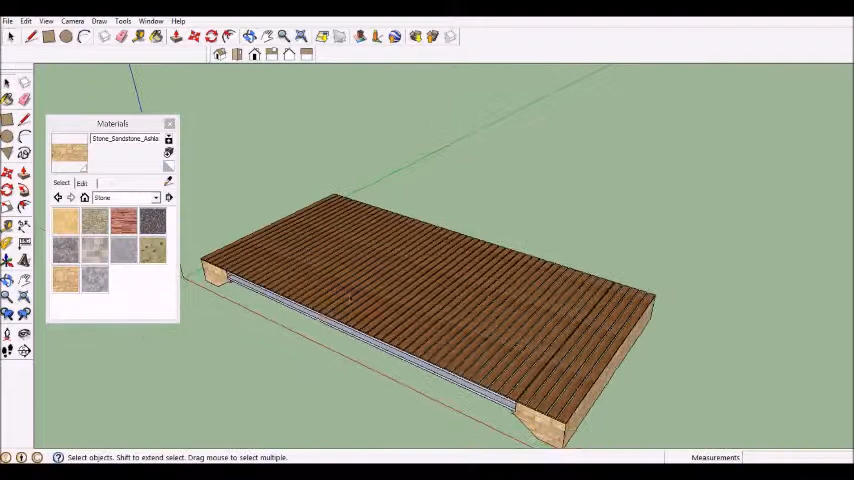 File Edit View Camera Draw Tools Window Help
Materials
Stone_Sandstone_Ashla
Select Edit
Stone
Select objects. Shift to extend select. Drag mouse to select multiple.
Measurements